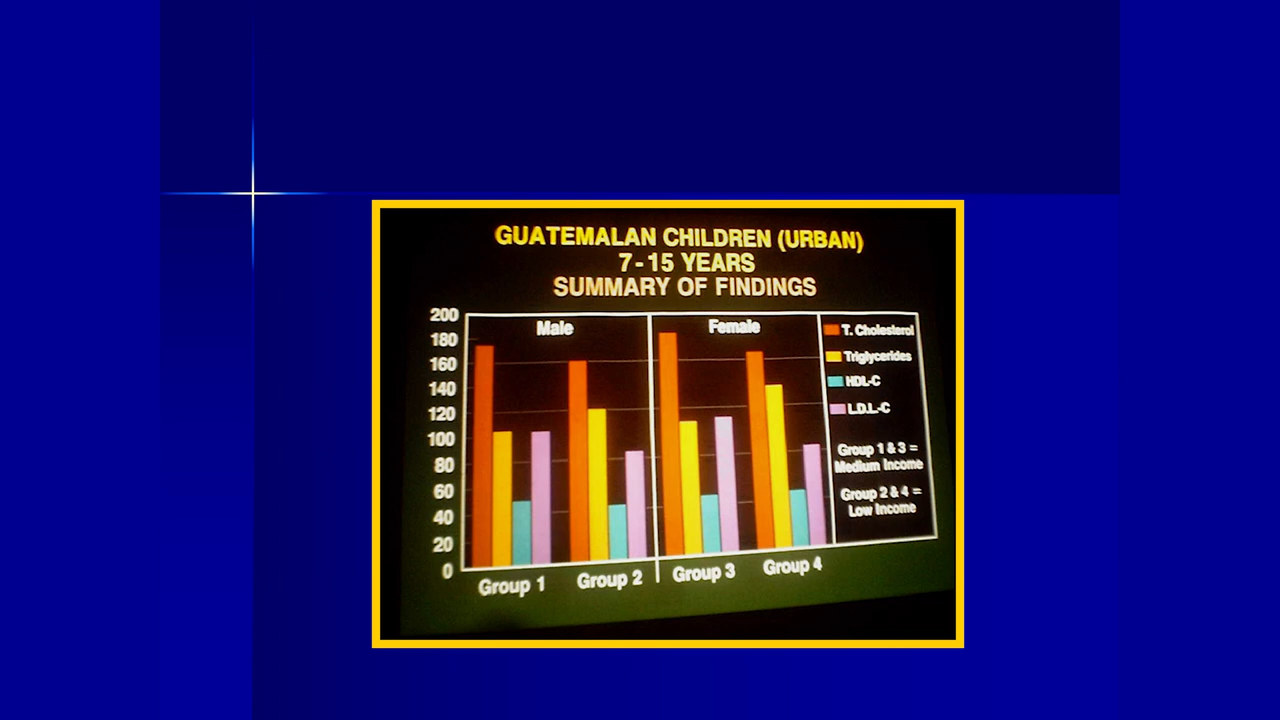 GUATEMALAN CHILDREN (URBAN)
7-15 YEARS
SUMMARY OF FINDINGS
200
180
160
140
120
100
80
60
40
20
0
Male
Female
Group 1
Group 2
Group 3
Group 4
T. Cholesterol
Triglycerides
HDL-C
L.D.L-C
Group 1 & 3 =
Medium Income
Group 2 & 4 =
Low Income